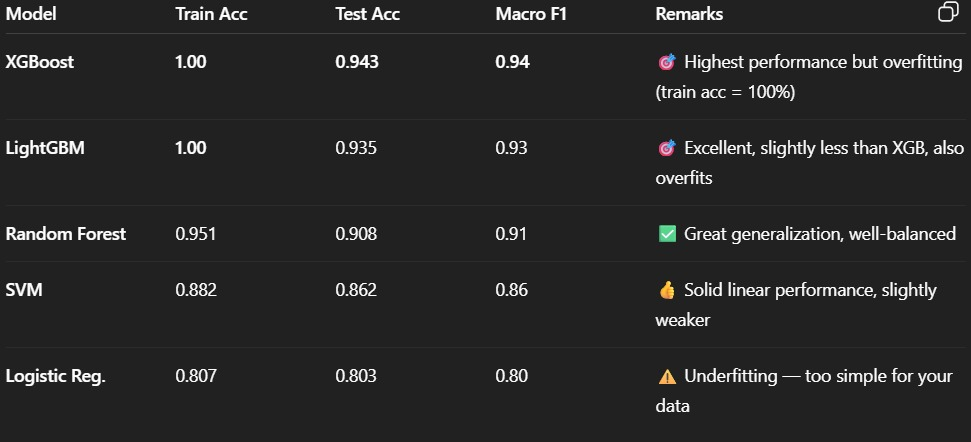 Model Train Acc Test Acc Macro F1 Remarks
XGBoost 1.00 0.943 0.94 🎯 Highest performance but overfitting
(train acc = 100%)
LightGBM 1.00 0.935 0.93 🎯 Excellent, slightly less than XGB, also
overfits
Random Forest 0.951 0.908 0.91 ✅ Great generalization, well-balanced
SVM 0.882 0.862 0.86 👍 Solid linear performance, slightly
weaker
Logistic Reg. 0.807 0.803 0.80 ⚠️ Underfitting — too simple for your
data